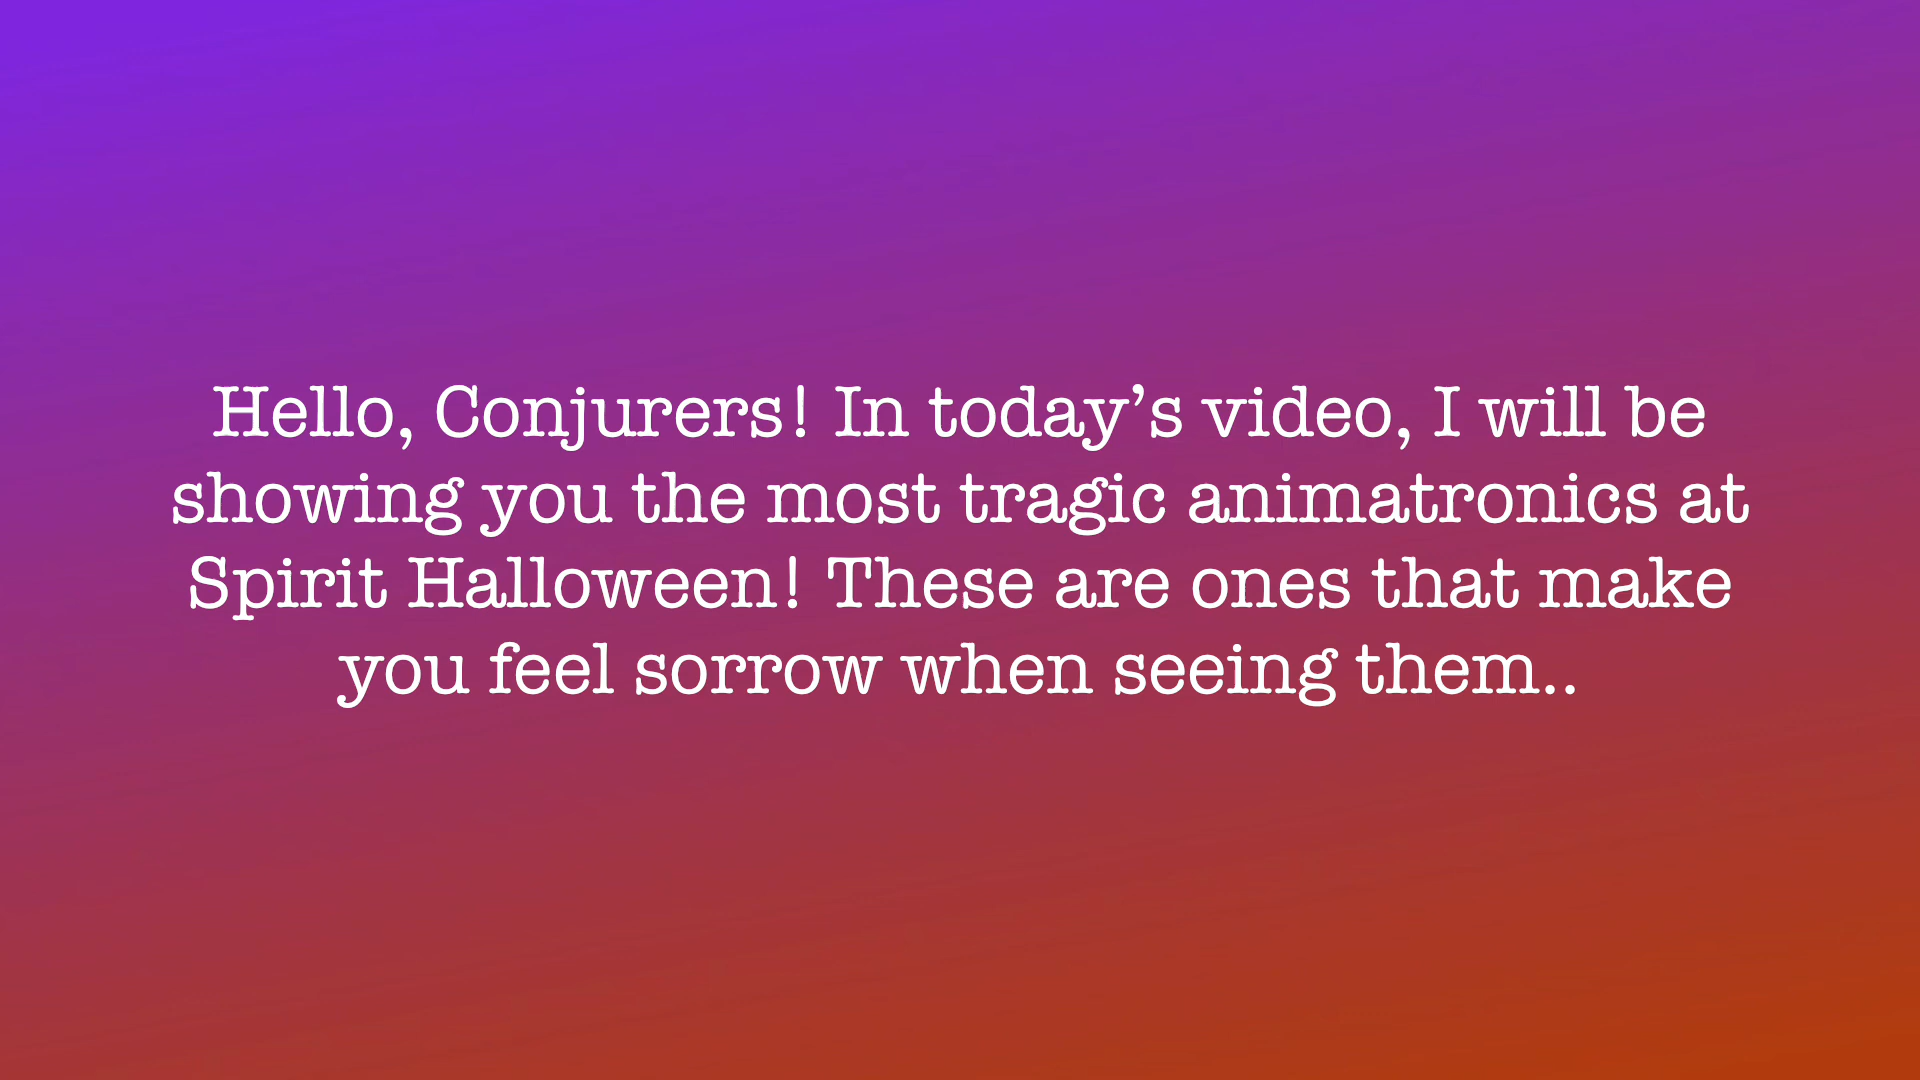 Hello, Conjurers! In today’s video, I will be
showing you the most tragic animatronics at
Spirit Halloween! These are ones that make
you feel sorrow when seeing them..